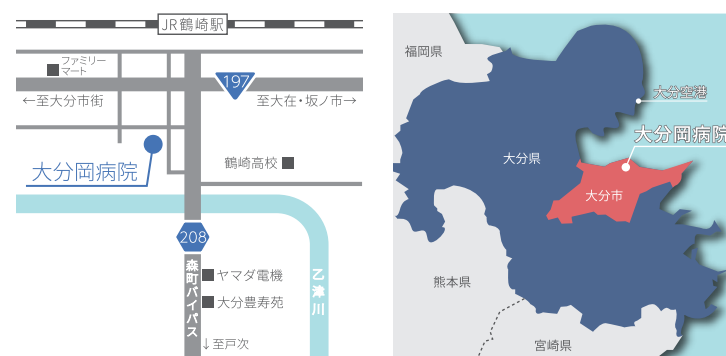 JR鶴崎駅
ファミリー
マート
197
←至大分市街
至大在・坂ノ市→
大分岡病院
鶴崎高校
208
森町バイパス
ヤマダ電機
大分豊寿苑
乙津川
↓至戸次
福岡県
大分空港
大分岡病院
大分県
大分市
熊本県
宮崎県